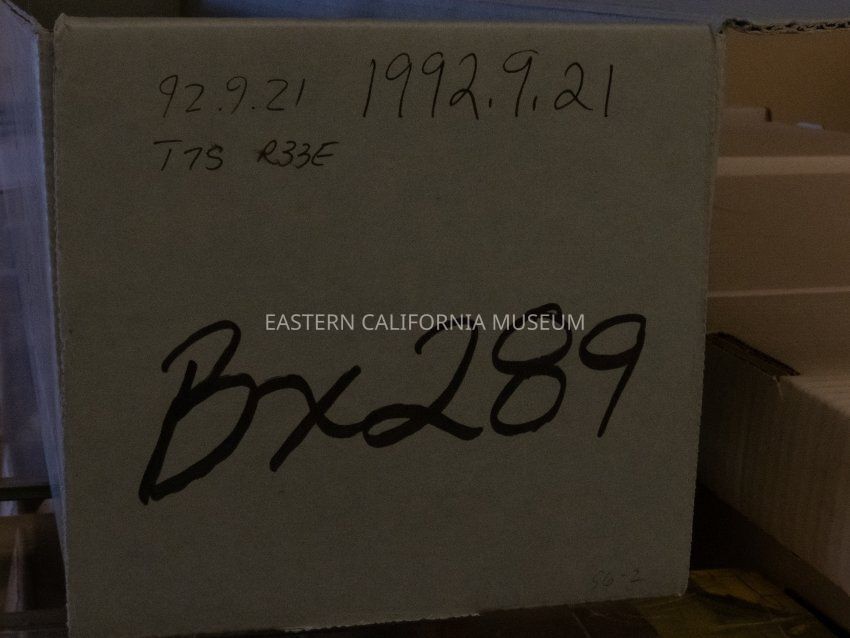 92.9.21 1992.9.21
T7S R33E
EASTERN CALIFORNIA MUSEUM
Bx289